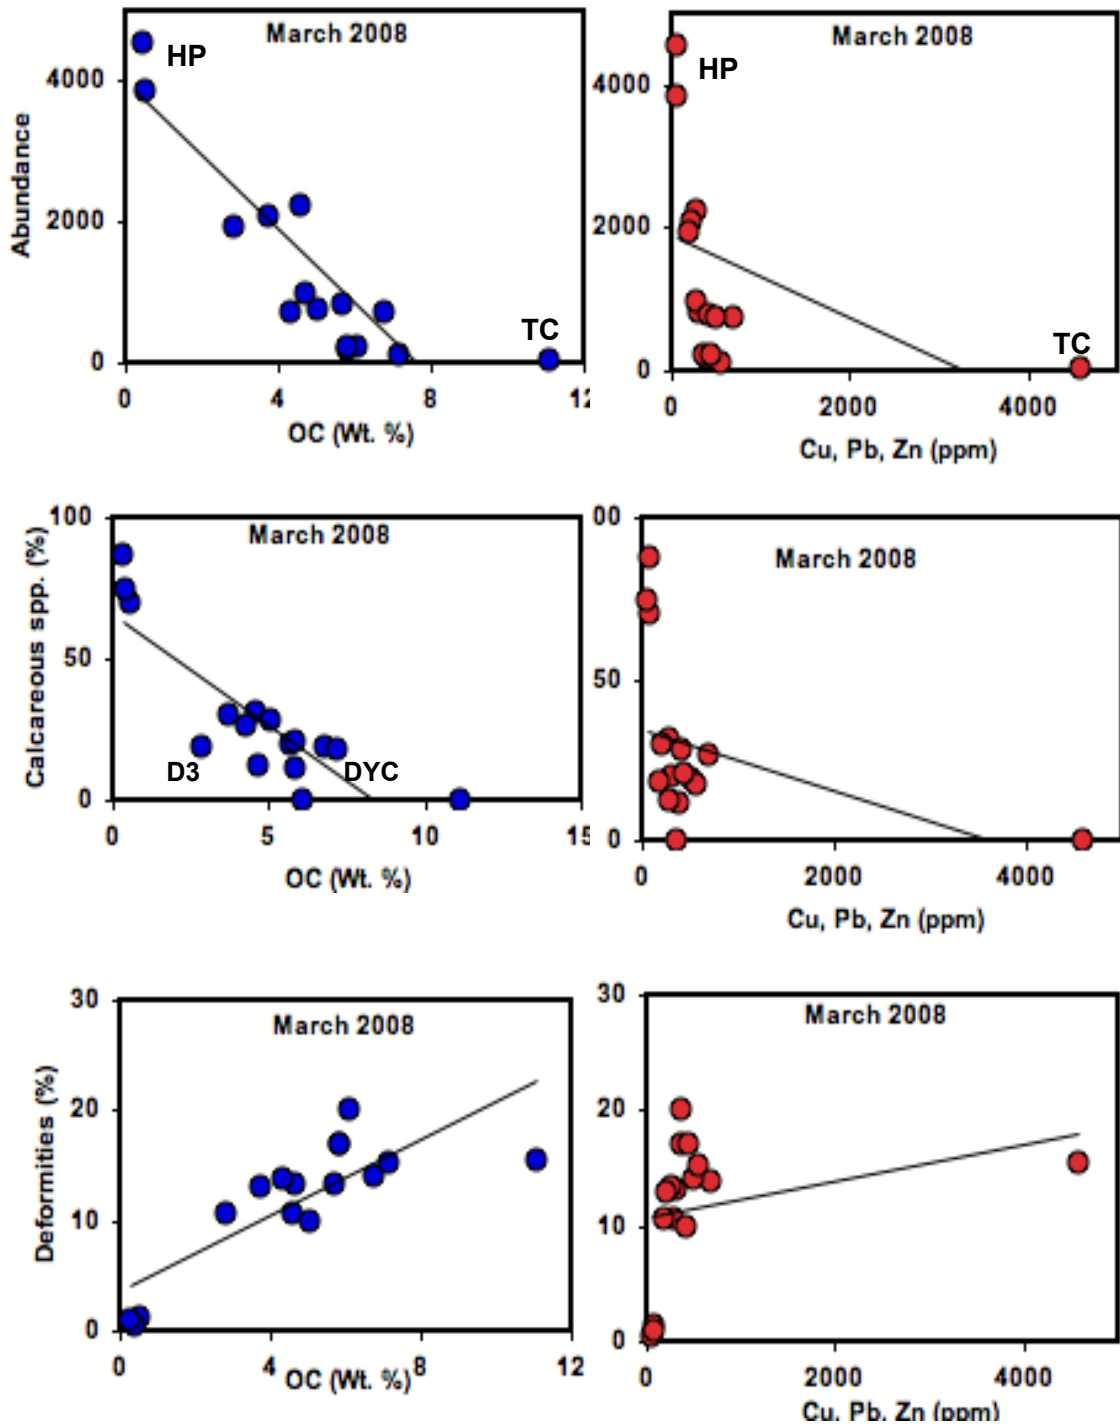 March 2008
HP
4000
Abundance
2000
TC
0
0 4 8 12
OC (Wt. %)
March 2008
HP
4000
2000
TC
0
0 2000 4000
Cu, Pb, Zn (ppm)
100
March 2008
Calcareous spp. (%)
50
D3 DYC
0
0 5 10 15
OC (Wt. %)
00
March 2008
50
0
0 2000 4000
Cu, Pb, Zn (ppm)
30
March 2008
20
Deformities (%)
10
0
0 4 8 12
OC (Wt. %)
30
March 2008
20
10
0
0 2000 4000
Cu, Pb, Zn (ppm)